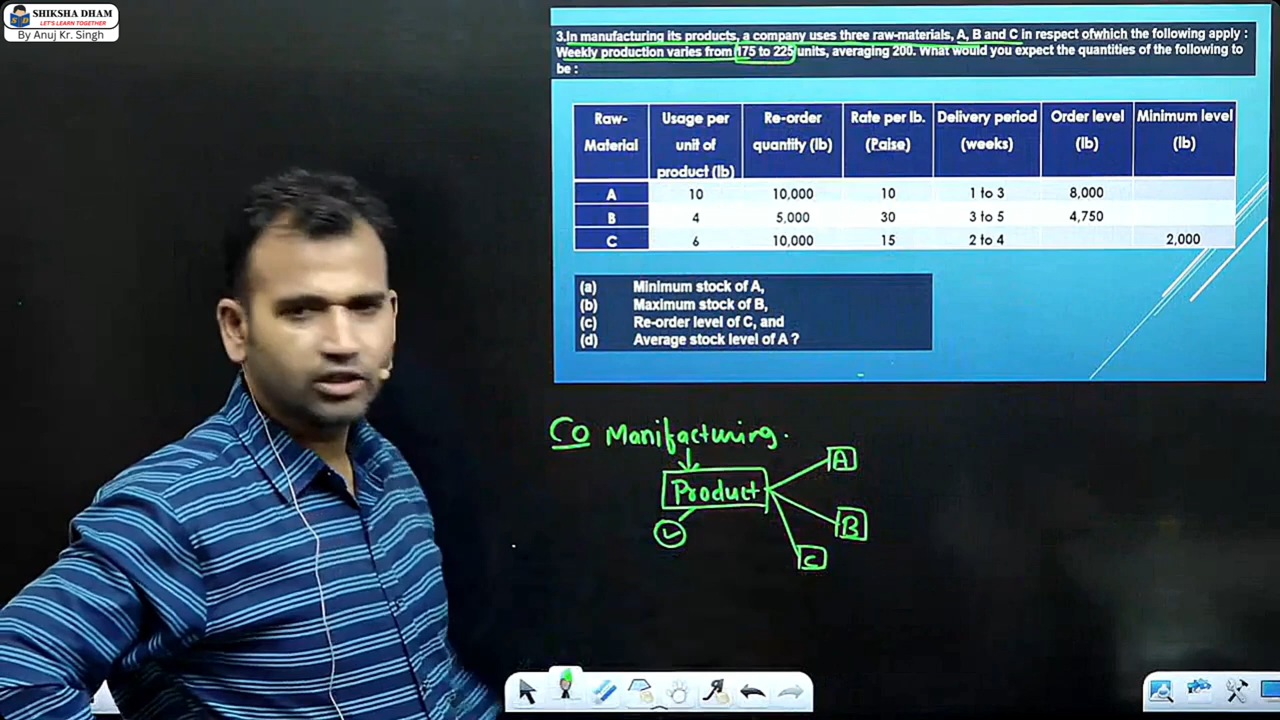 SHIKSHA DHAM
LET'S LEARN TOGETHER
By Anuj Kr. Singh
3.In manufacturing its products, a company uses three raw-materials, A, B and C in respect ofwhich the following apply :
Weekly production varies from 175 to 225 units, averaging 200. What would you expect the quantities of the following to
be :
Raw-Material Usage per unit of product (lb) Re-order quantity (lb) Rate per lb. (Paise) Delivery period (weeks) Order level (lb) Minimum level (lb)
A 10 10,000 10 1 to 3 8,000
B 4 5,000 30 3 to 5 4,750
C 6 10,000 15 2 to 4 2,000
(a) Minimum stock of A,
(b) Maximum stock of B,
(c) Re-order level of C, and
(d) Average stock level of A ?
Co Manifacturing.
Product
A
B
C